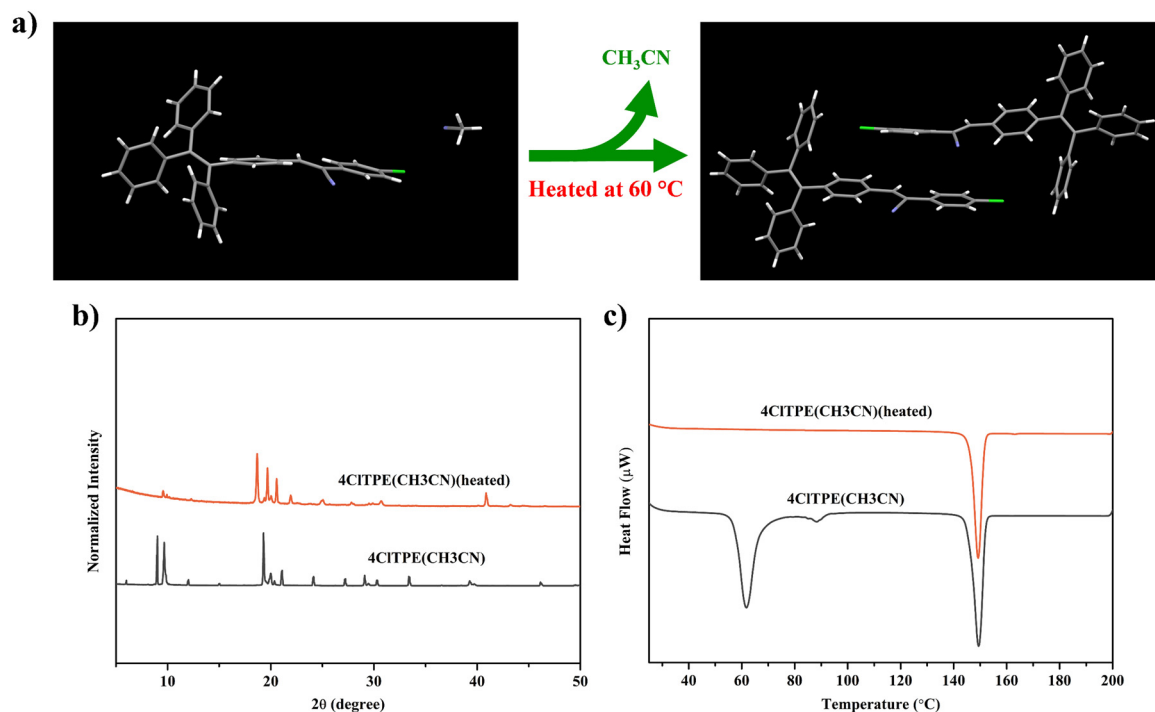 a)
CH₃CN
Heated at 60 °C
b)
Normalized Intensity
4ClTPE(CH3CN)(heated)
4ClTPE(CH3CN)
10 20 30 40 50
2θ (degree)
c)
Heat Flow (μW)
4ClTPE(CH3CN)(heated)
4ClTPE(CH3CN)
40 60 80 100 120 140 160 180 200
Temperature (°C)